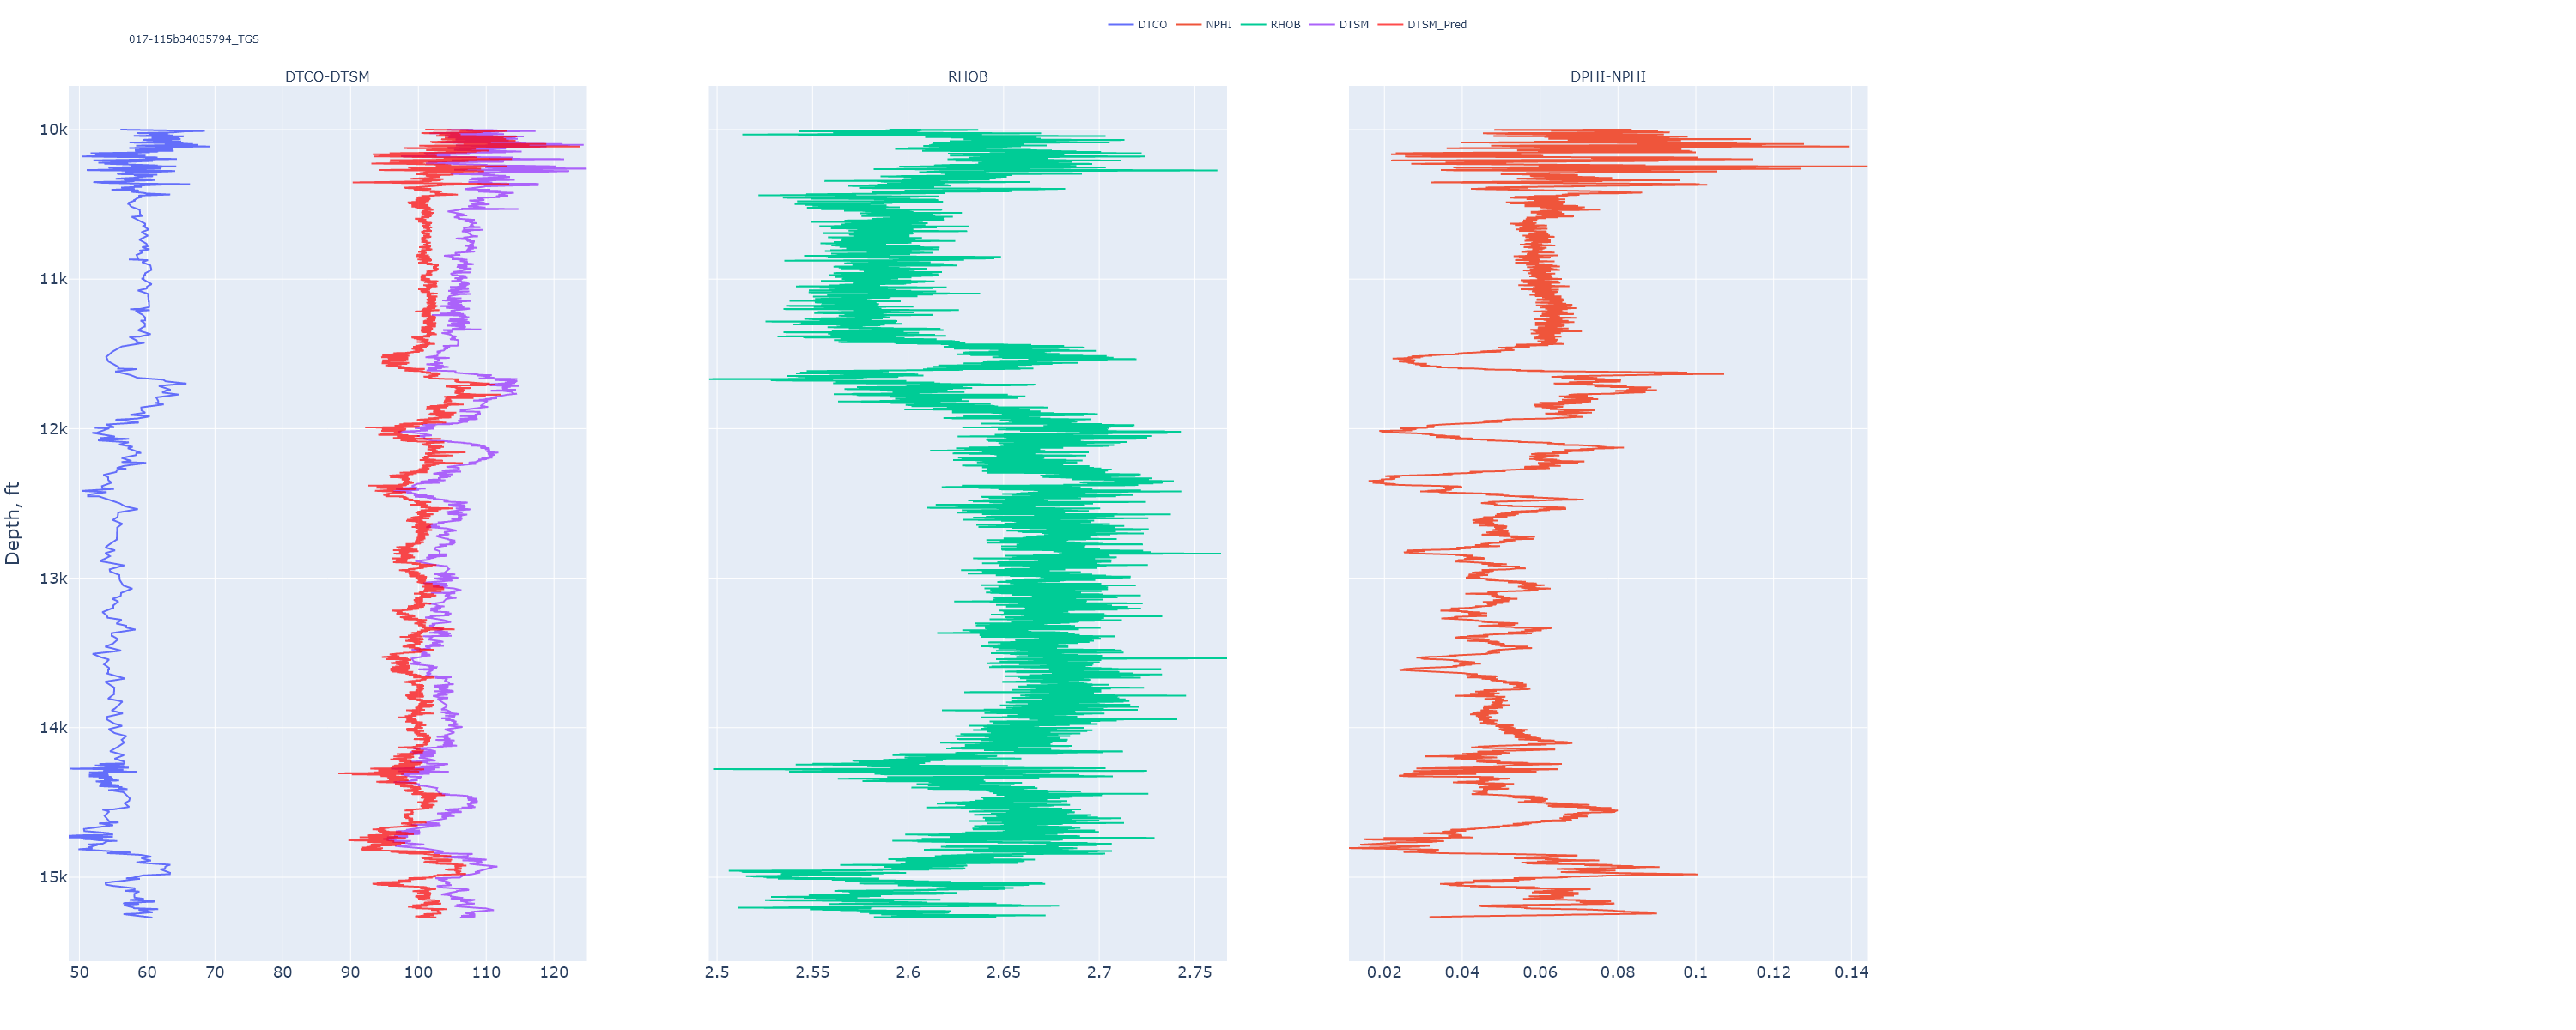 DTCO NPHI RHOB DTSM DTSM_Pred
017-115b34035794_TGS
DTCO-DTSM RHOB DPHI-NPHI
Depth, ft
10k
11k
12k
13k
14k
15k
50 60 70 80 90 100 110 120
2.5 2.55 2.6 2.65 2.7 2.75
0.02 0.04 0.06 0.08 0.1 0.12 0.14